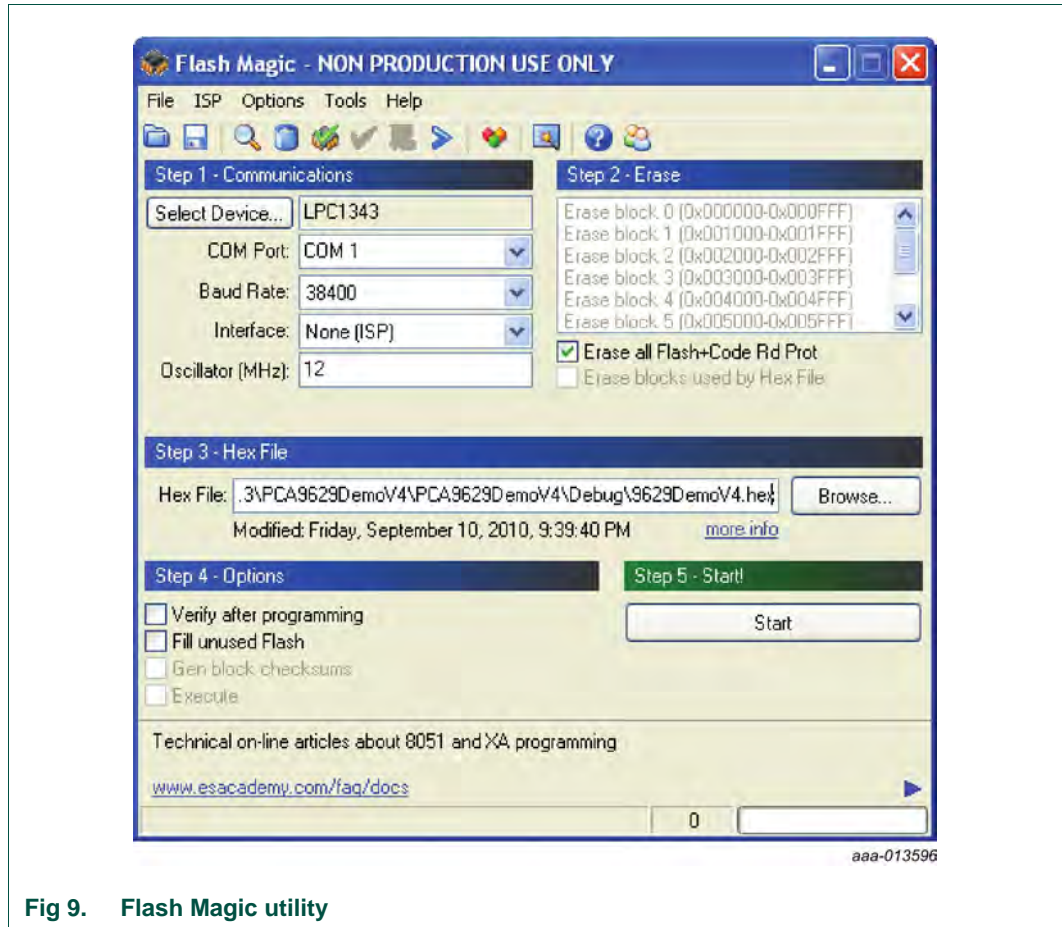 Flash Magic - NON PRODUCTION USE ONLY
File ISP Options Tools Help
Step 1 - Communications
Select Device... LPC1343
COM Port: COM 1
Baud Rate: 38400
Interface: None (ISP)
Oscillator (MHz): 12
Step 2 - Erase
Erase block 0 (0x000000-0x000FFF)
Erase block 1 (0x001000-0x001FFF)
Erase block 2 (0x002000-0x002FFF)
Erase block 3 (0x003000-0x003FFF)
Erase block 4 (0x004000-0x004FFF)
Erase block 5 (0x005000-0x005FFF)
Erase all Flash+Code Rd Prot
Erase blocks used by Hex File
Step 3 - Hex File
Hex File: .3\PCA9629DemoV4\PCA9629DemoV4\Debug\9629DemoV4.hex Browse...
Modified: Friday, September 10, 2010, 9:39:40 PM more info
Step 4 - Options
Verify after programming
Fill unused Flash
Gen block checksums
Execute
Step 5 - Start!
Start
Technical on-line articles about 8051 and XA programming
www.esacademy.com/faq/docs
0
aaa-013596
Fig 9. Flash Magic utility